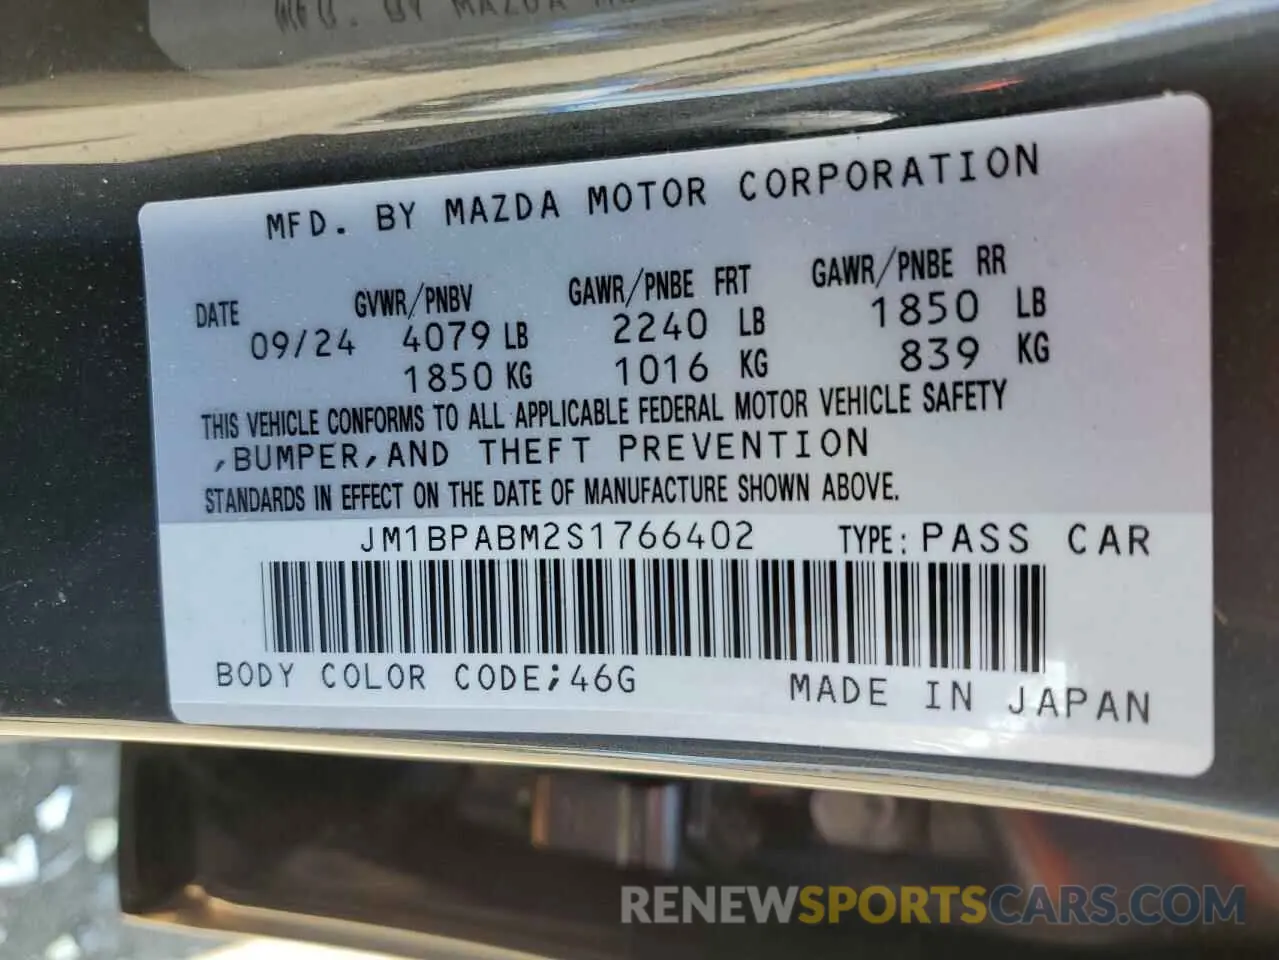 MFD. BY MAZDA MOTOR CORPORATION
DATE GVWR/PNBV GAWR/PNBE FRT GAWR/PNBE RR
09/24 4079 LB 2240 LB 1850 LB
1850 KG 1016 KG 839 KG
THIS VEHICLE CONFORMS TO ALL APPLICABLE FEDERAL MOTOR VEHICLE SAFETY
,BUMPER,AND THEFT PREVENTION
STANDARDS IN EFFECT ON THE DATE OF MANUFACTURE SHOWN ABOVE.
JM1BPABM2S1766402 TYPE: PASS CAR
BODY COLOR CODE;46G MADE IN JAPAN
RENEWSPORTSCARS.COM